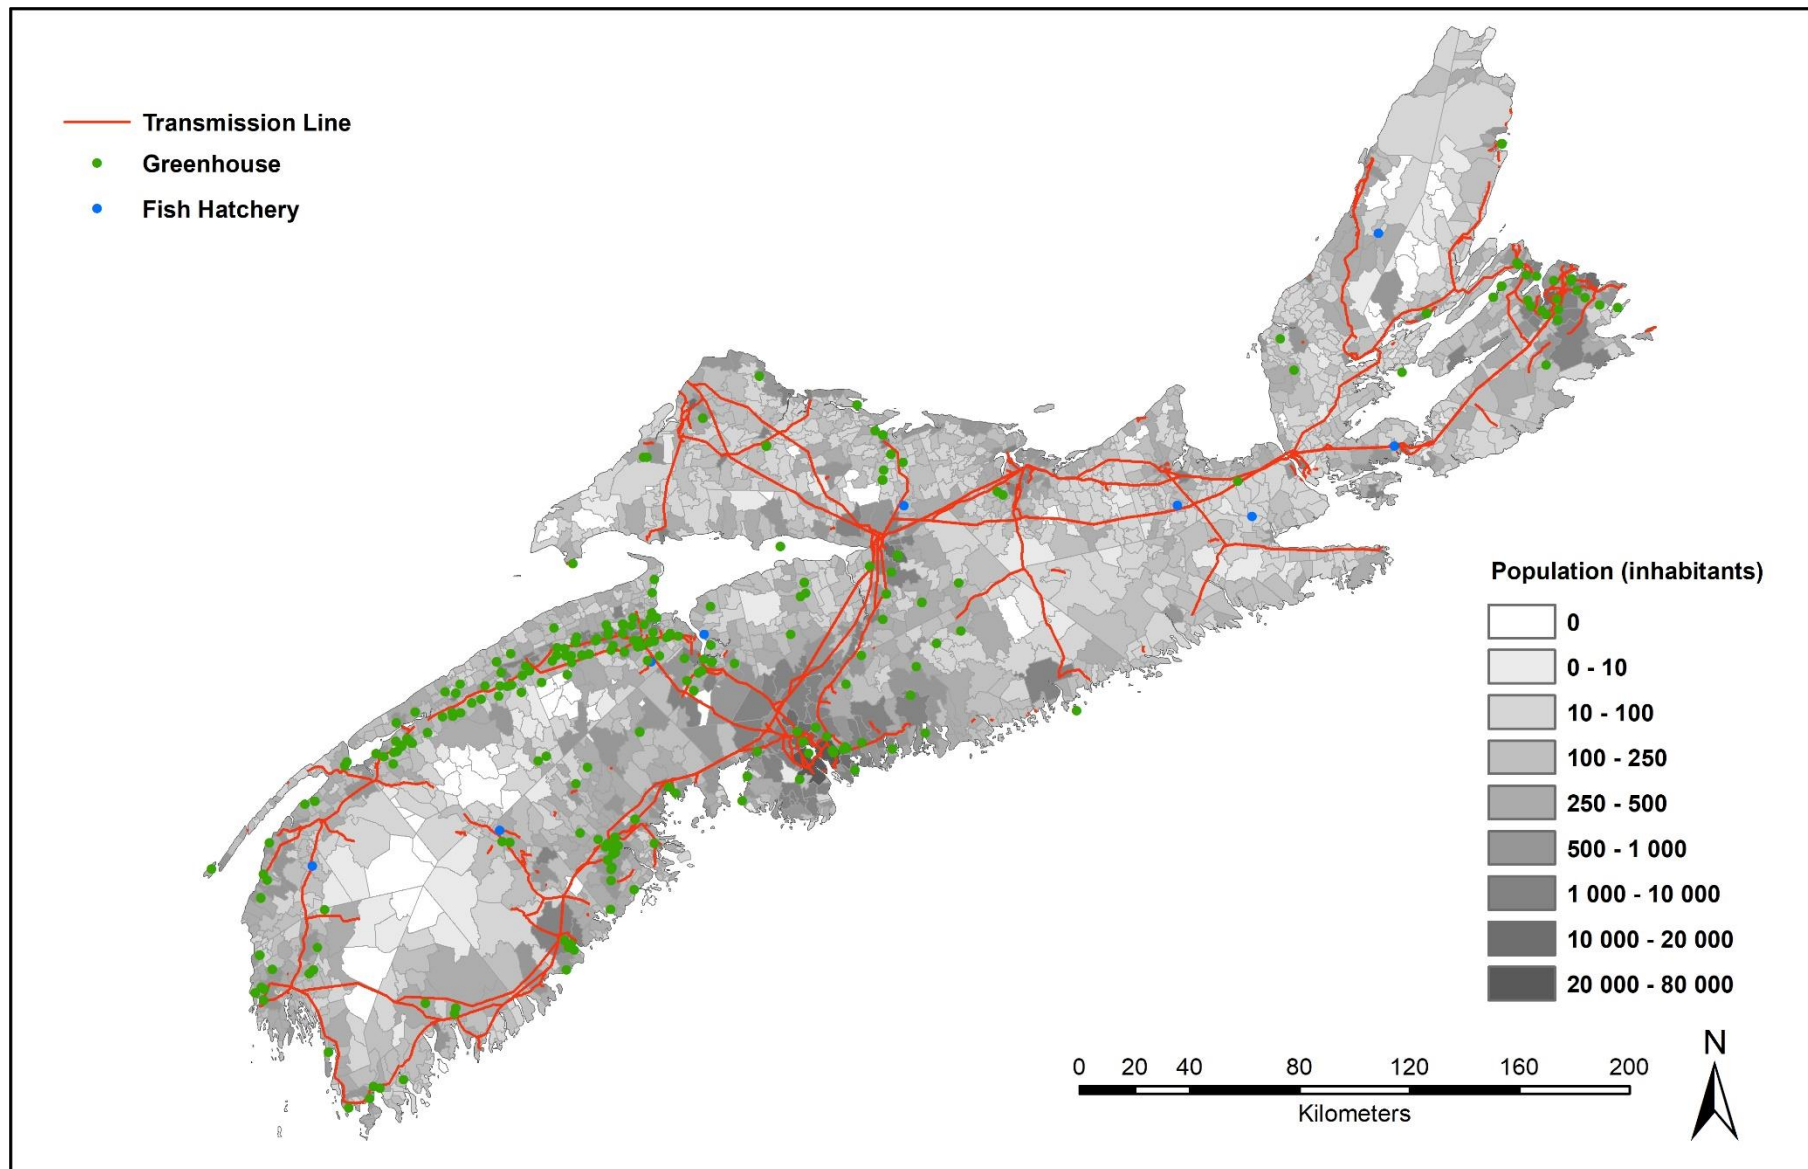 Transmission Line
Greenhouse
Fish Hatchery
Population (inhabitants)
0
0 - 10
10 - 100
100 - 250
250 - 500
500 - 1 000
1 000 - 10 000
10 000 - 20 000
20 000 - 80 000
N
0 20 40 80 120 160 200
Kilometers